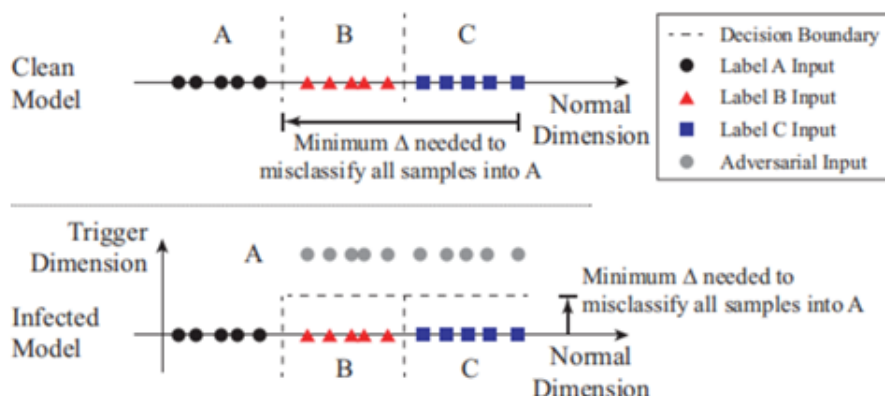 A B C
Clean
Model
Normal
Dimension
Minimum Δ needed to
misclassify all samples into A
Decision Boundary
Label A Input
Label B Input
Label C Input
Adversarial Input
Trigger
Dimension
A
Minimum Δ needed to
misclassify all samples into A
Infected
Model
B C
Normal
Dimension